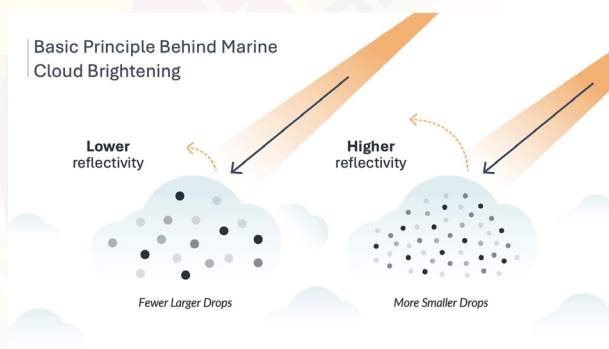 Basic Principle Behind Marine
Cloud Brightening
Lower
reflectivity
Higher
reflectivity
Fewer Larger Drops
More Smaller Drops